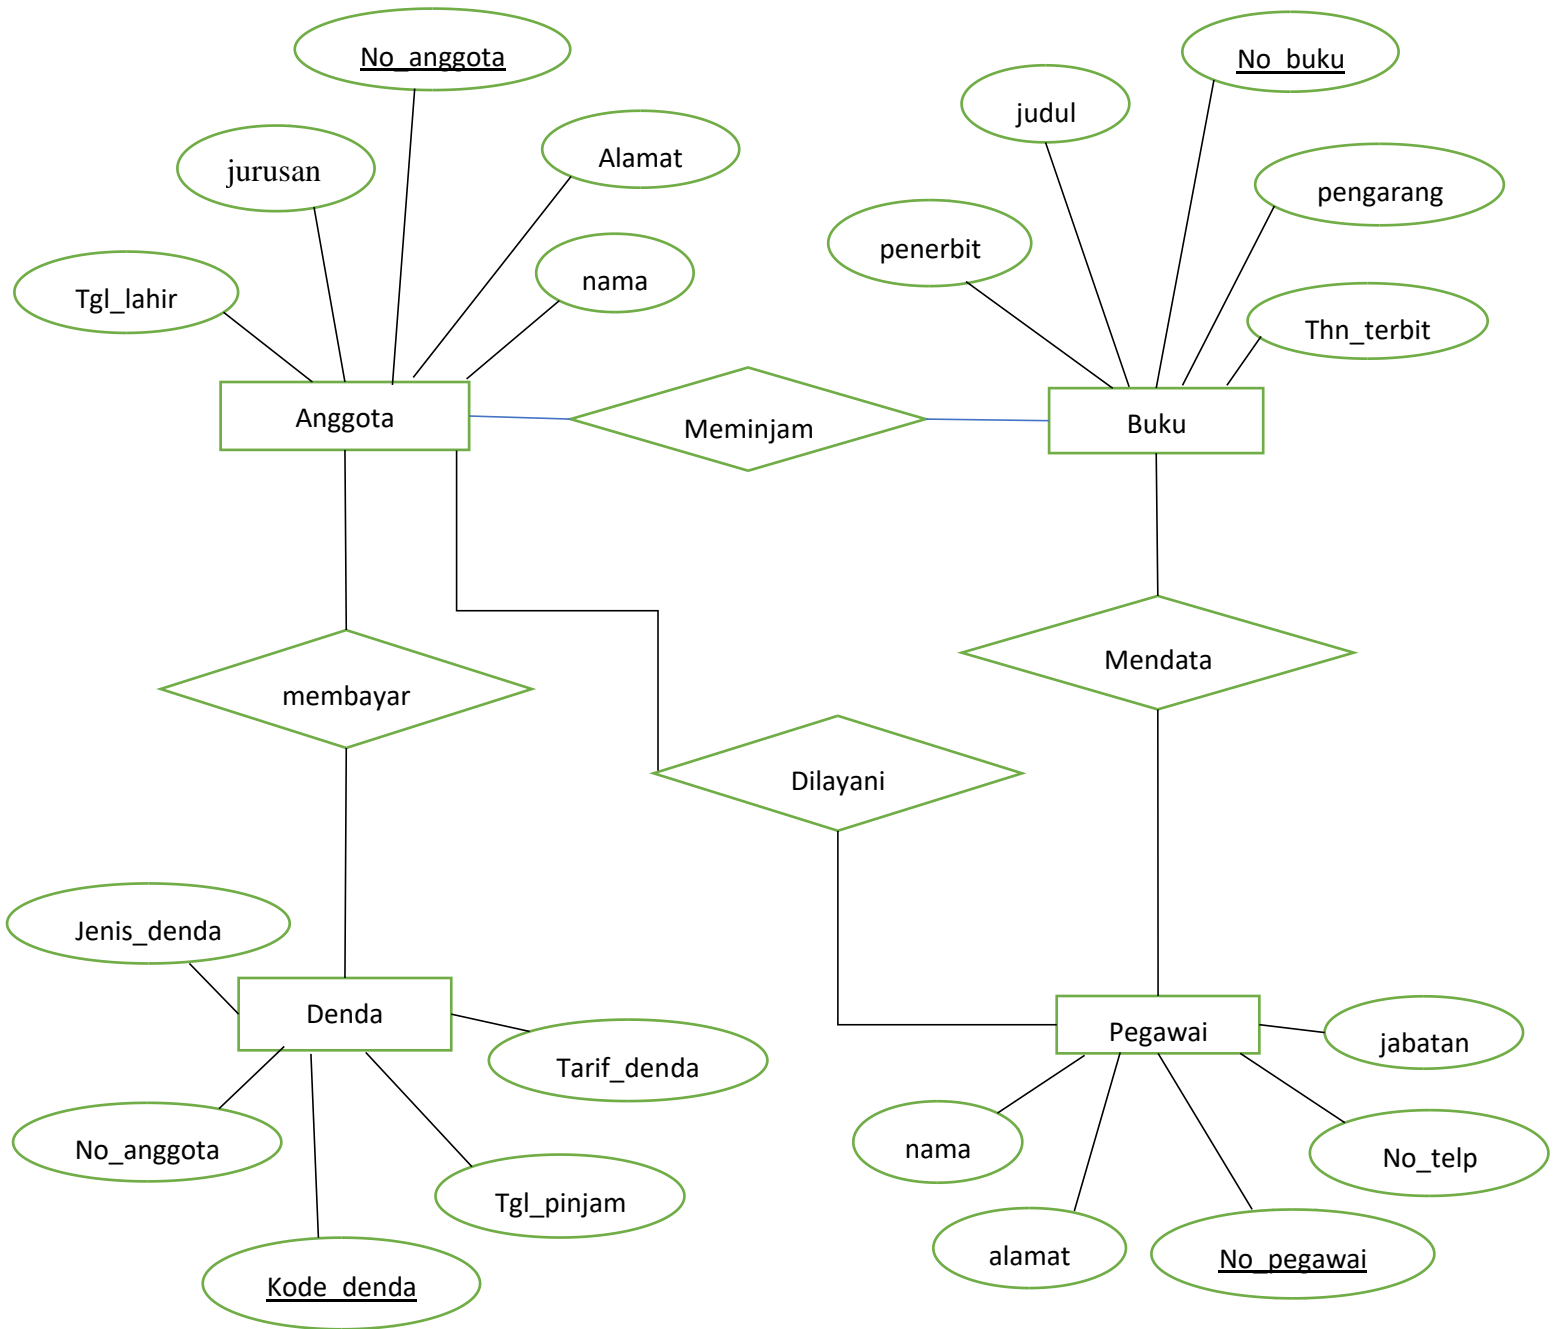 No_anggota
No_buku
judul
Alamat
jurusan
pengarang
penerbit
nama
Tgl_lahir
Thn_terbit
Anggota
Meminjam
Buku
Mendata
membayar
Dilayani
Jenis_denda
Denda
Pegawai
jabatan
Tarif_denda
No_anggota
nama
No_telp
Tgl_pinjam
alamat
No_pegawai
Kode_denda